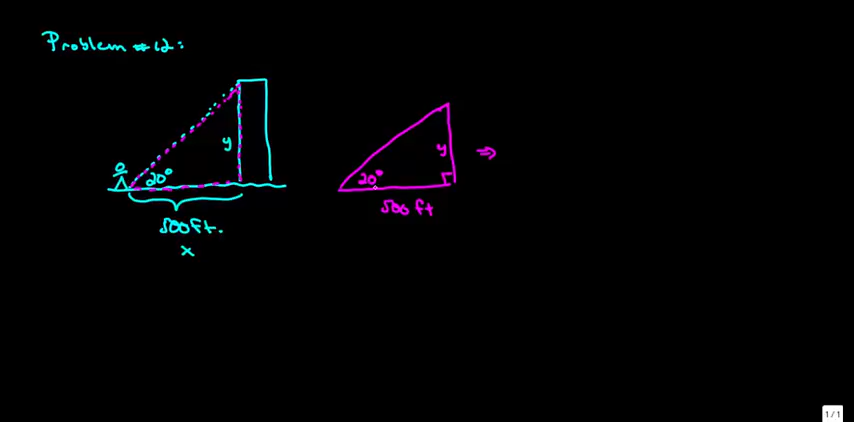 Problem #12:
y
20°
500ft.
x
y
20°
500 ft
⇒
1 / 1